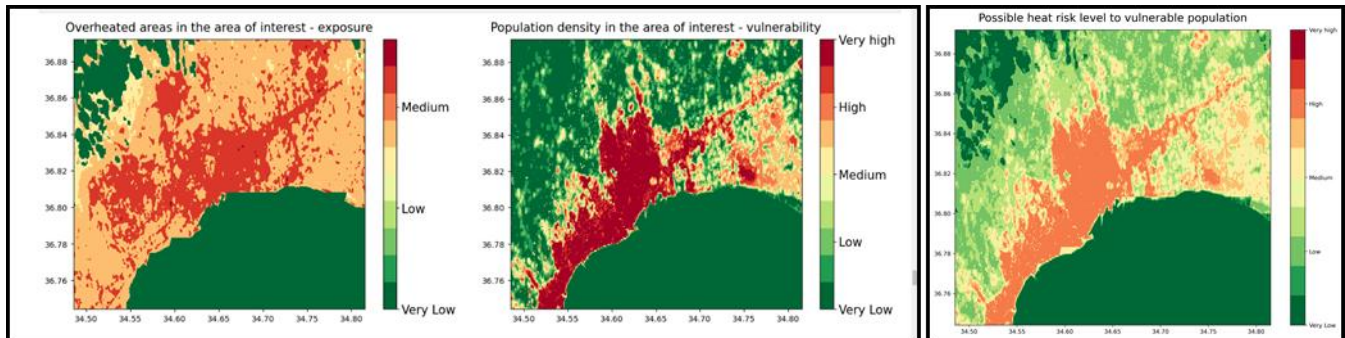 Overheated areas in the area of interest - exposure
36.88
36.86
36.84
36.82
36.80
36.78
36.76
34.50 34.55 34.60 34.65 34.70 34.75 34.80
Medium
Low
Very Low
Population density in the area of interest - vulnerability
36.88
36.86
36.84
36.82
36.80
36.78
36.76
34.50 34.55 34.60 34.65 34.70 34.75 34.80
Very high
High
Medium
Low
Very Low
Possible heat risk level to vulnerable population
36.88
36.86
36.84
36.82
36.80
36.78
36.76
34.50 34.55 34.60 34.65 34.70 34.75 34.80
Very high
High
Medium
Low
Very Low